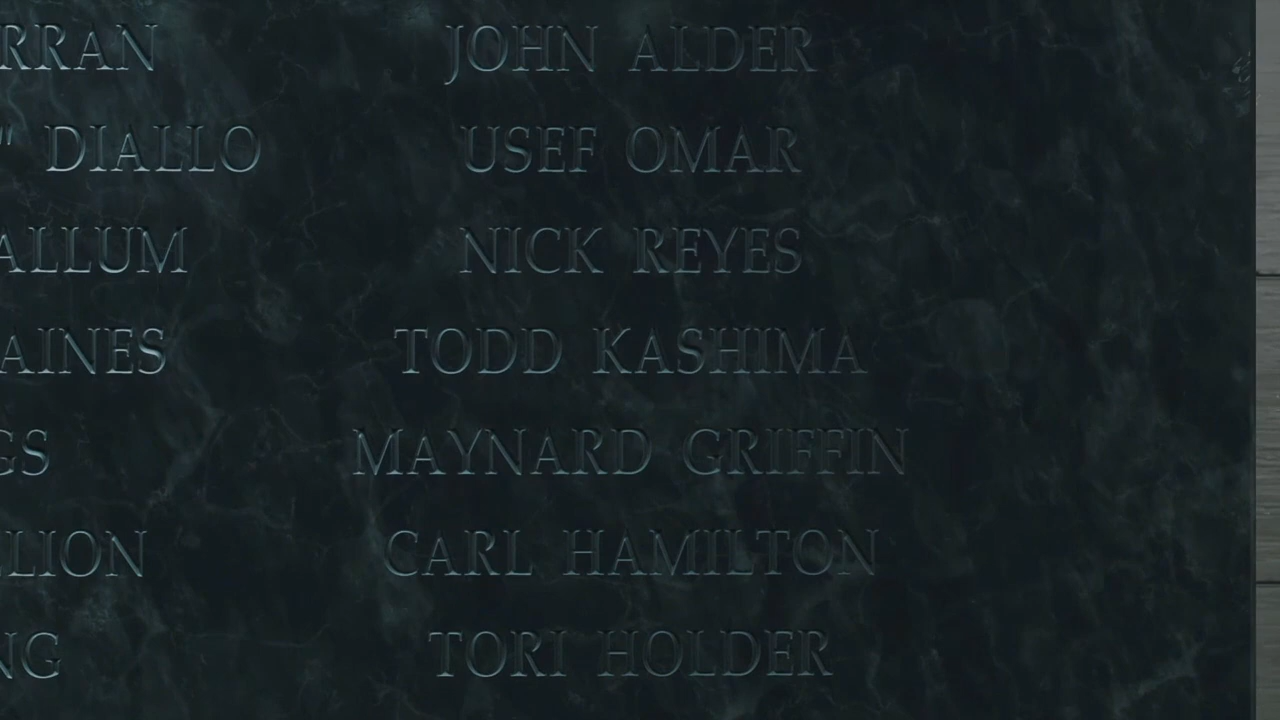 RRAN JOHN ALDER
" DIALLO USEF OMAR
ALLUM NICK REYES
AINES TODD KASHIMA
GS MAYNARD GRIFFIN
LION CARL HAMILTON
NG TORI HOLDER